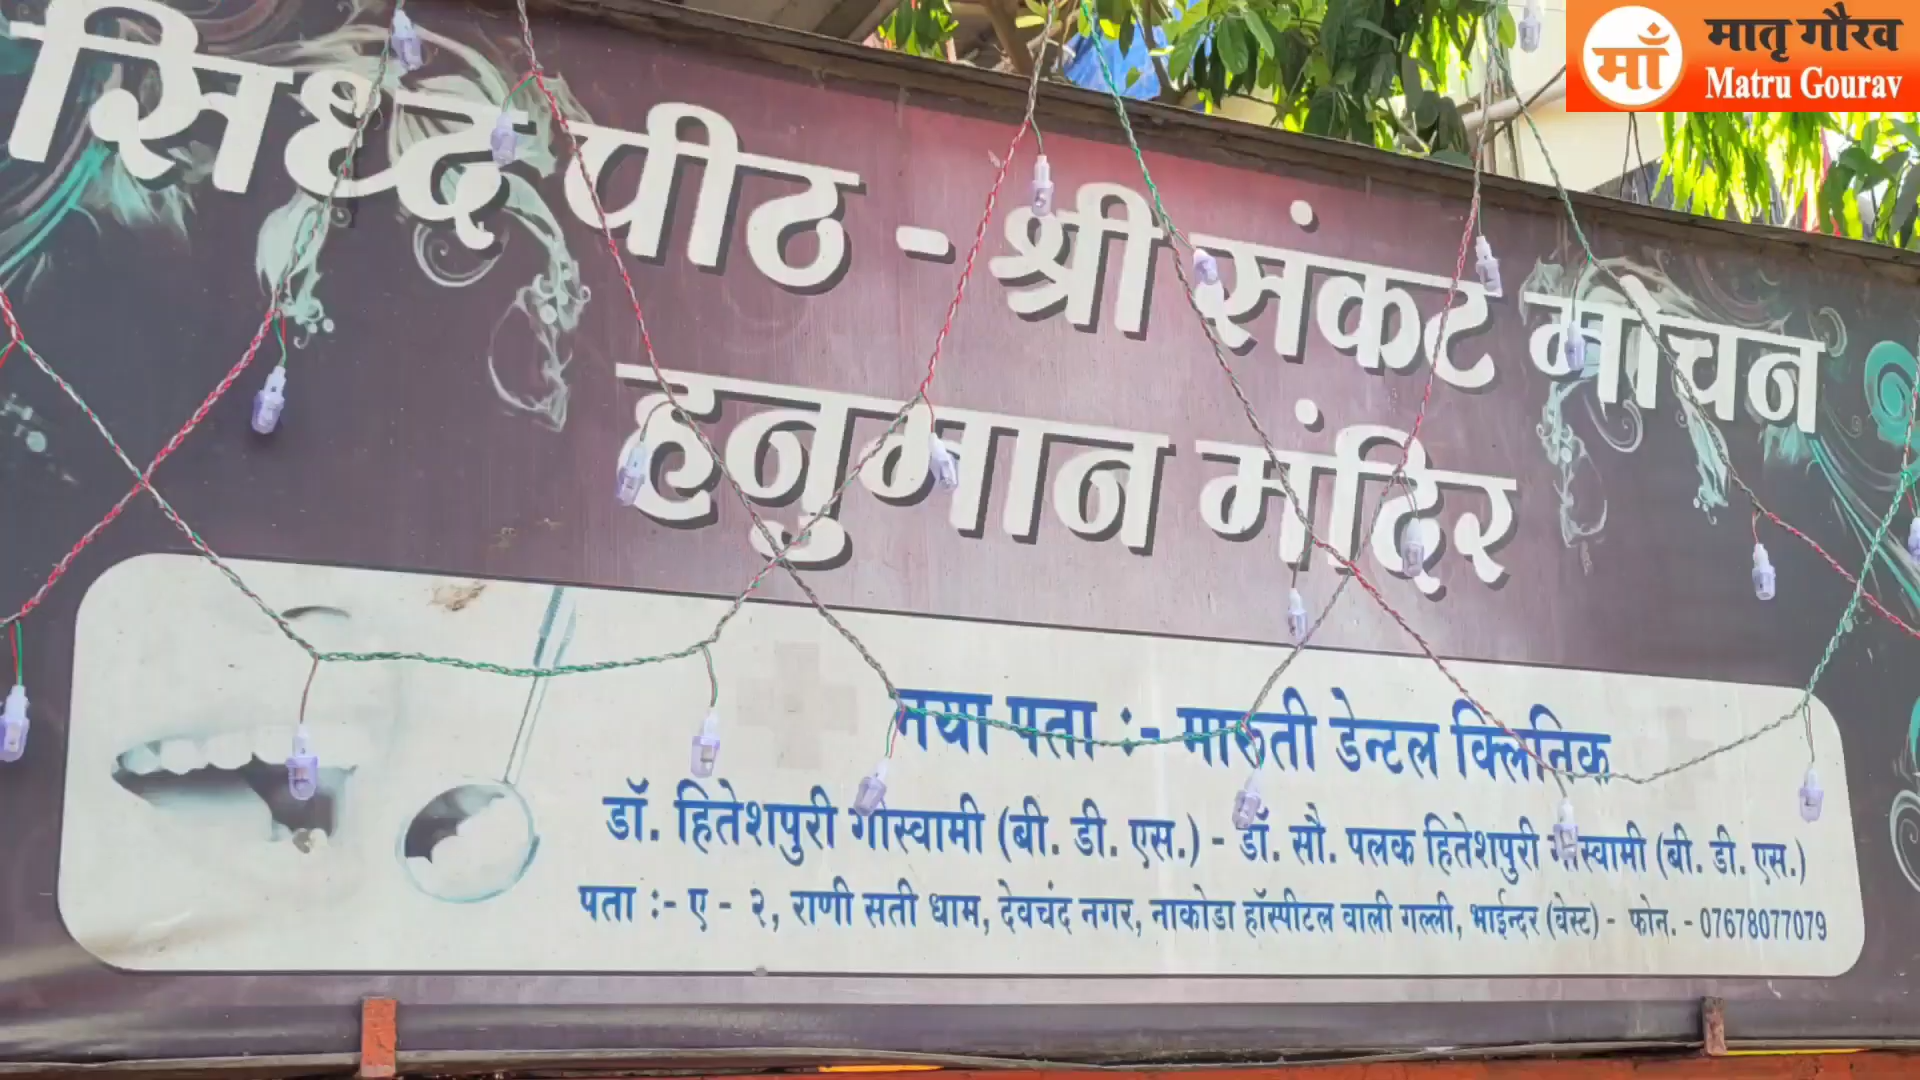 माँ
मातृ गौरव
Matru Gourav
सिध्द पीठ - श्री संकट मोचन
हनुमान मंदिर
नया पता :- मारुती डेन्टल क्लिनिक
डॉ. हितेशपुरी गोस्वामी (बी. डी. एस.) - डॉ. सौ. पलक हितेशपुरी गोस्वामी (बी. डी. एस.)
पता :- ए - २, राणी सती धाम, देवचंद नगर, नाकोडा हॉस्पीटल वाली गल्ली, भाईन्दर (वेस्ट) - फोन. - 07678077079